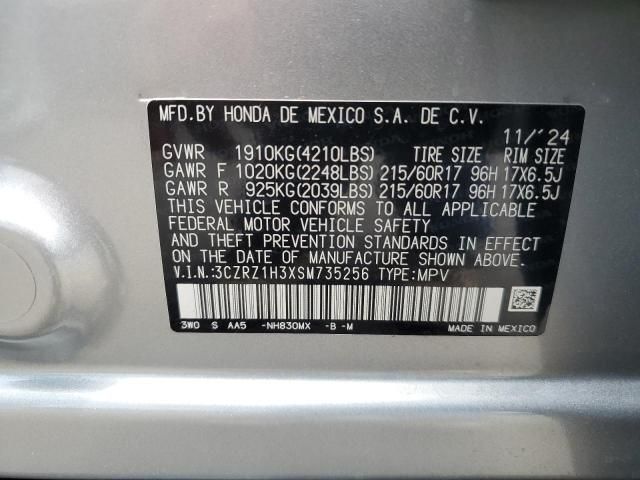 MFD.BY HONDA DE MEXICO S.A. DE C.V.
11/'24
GVWR 1910KG(4210LBS) TIRE SIZE RIM SIZE
GAWR F 1020KG(2248LBS) 215/60R17 96H 17X6.5J
GAWR R 925KG(2039LBS) 215/60R17 96H 17X6.5J
THIS VEHICLE CONFORMS TO ALL APPLICABLE
FEDERAL MOTOR VEHICLE SAFETY
AND THEFT PREVENTION STANDARDS IN EFFECT
ON THE DATE OF MANUFACTURE SHOWN ABOVE.
V.I.N.:3CZRZ1H3XSM735256 TYPE:MPV
3W0 S AA5 -NH830MX -B -M
MADE IN MEXICO